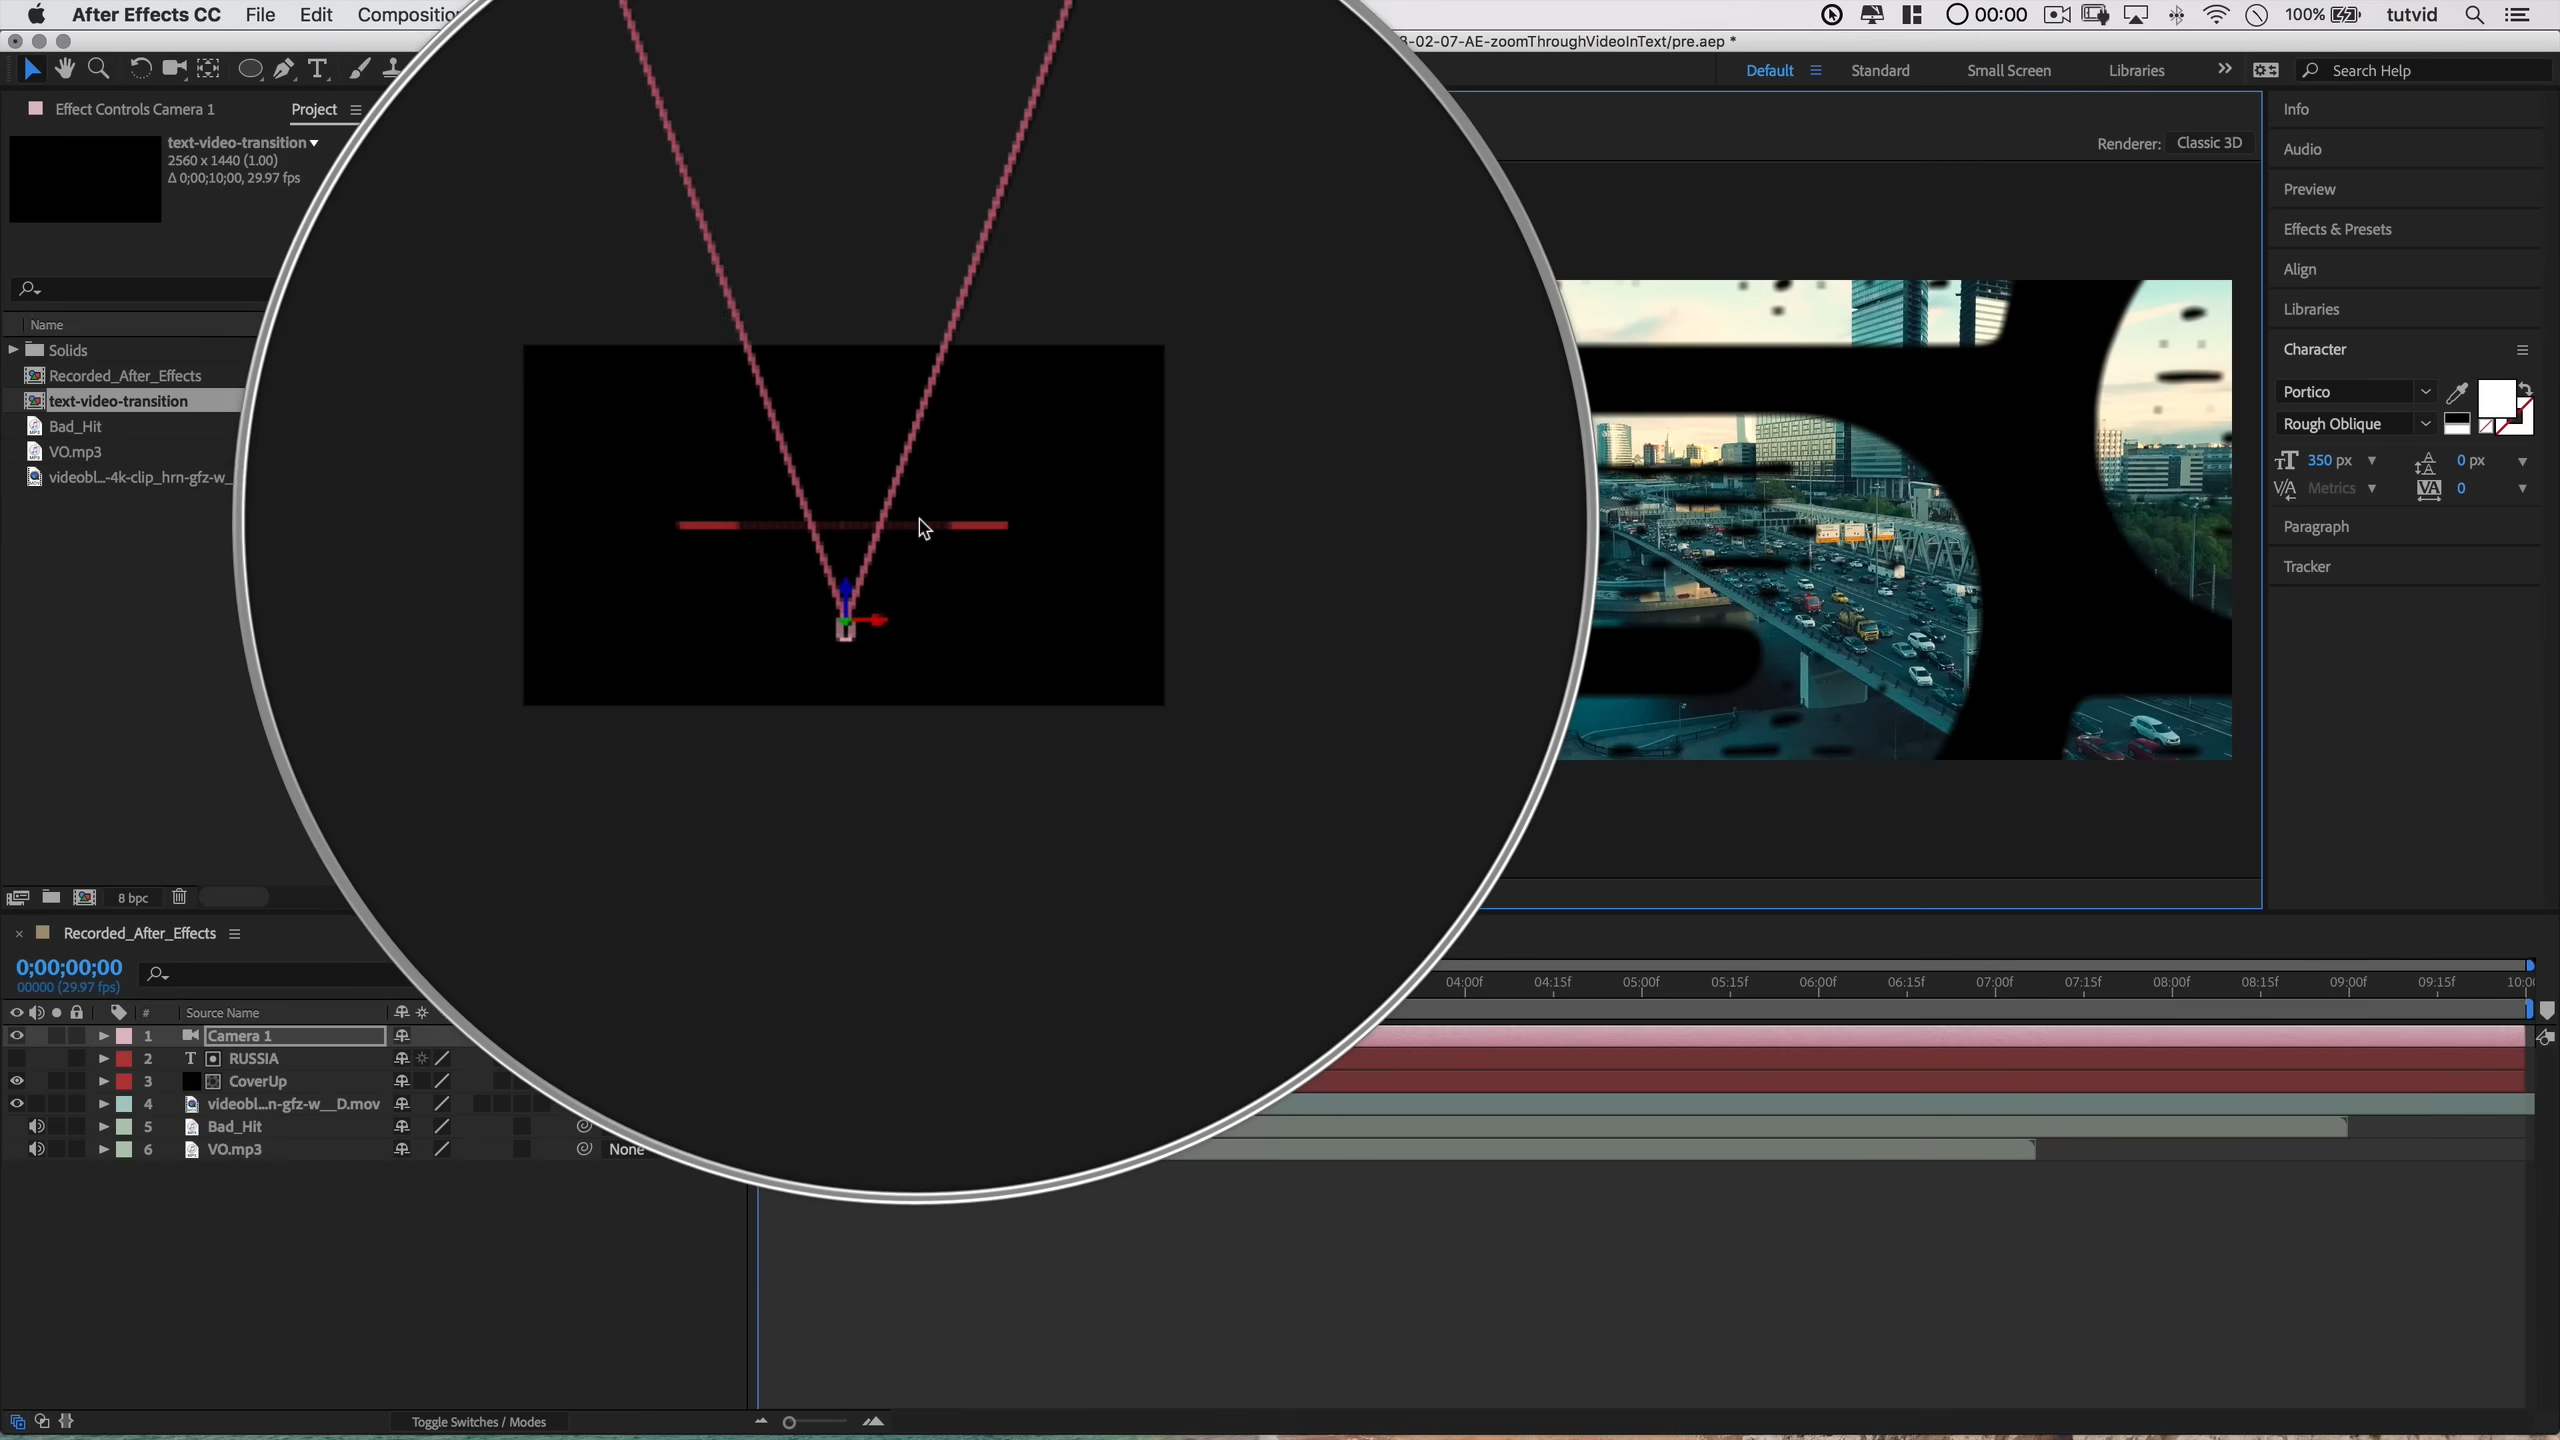 After Effects CC File Edit Composition 00:00 100% tutvid
3-02-07-AE-zoomThroughVideoInText/pre.aep *
Default Standard Small Screen Libraries Search Help
Effect Controls Camera 1 Project
text-video-transition
2560 x 1440 (1.00)
Δ 0;00;10;00, 29.97 fps
Renderer: Classic 3D
Name
Solids
Recorded_After_Effects
text-video-transition
Bad_Hit
VO.mp3
videobl...-4k-clip_hrn-gfz-w_
Info
Audio
Preview
Effects & Presets
Align
Libraries
Character
Portico
Rough Oblique
350 px 0 px
Metrics 0
Paragraph
Tracker
8 bpc
Recorded_After_Effects
0;00;00;00
00000 (29.97 fps)
04:00f 04:15f 05:00f 05:15f 06:00f 06:15f 07:00f 07:15f 08:00f 08:15f 09:00f 09:15f 10:0
# Source Name
1 Camera 1
2 T RUSSIA
3 CoverUp
4 videobl...n-gfz-w__D.mov
5 Bad_Hit
6 VO.mp3 None
Toggle Switches / Modes